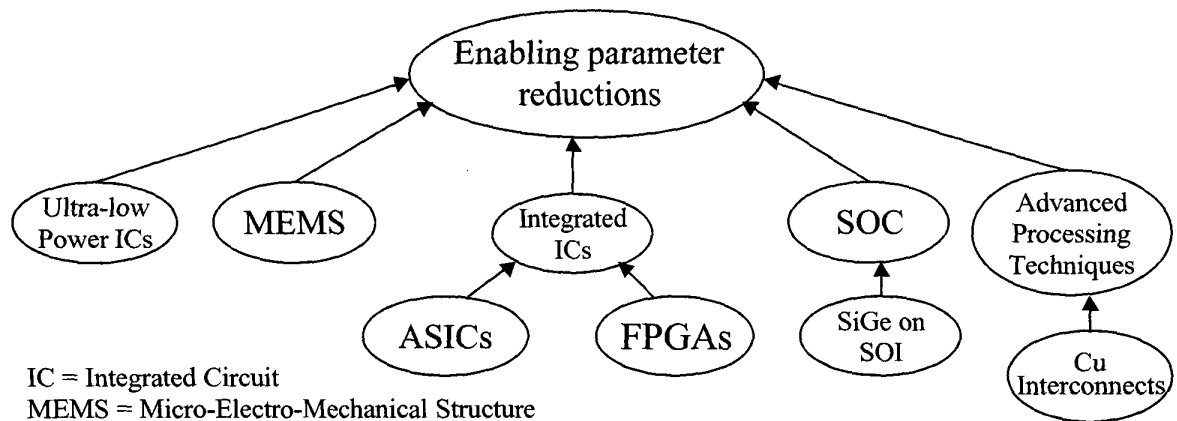 Enabling parameter
reductions
Ultra-low
Power ICs
MEMS
Integrated
ICs
SOC
Advanced
Processing
Techniques
ASICs
FPGAs
SiGe on
SOI
Cu
Interconnects
IC = Integrated Circuit
MEMS = Micro-Electro-Mechanical Structure